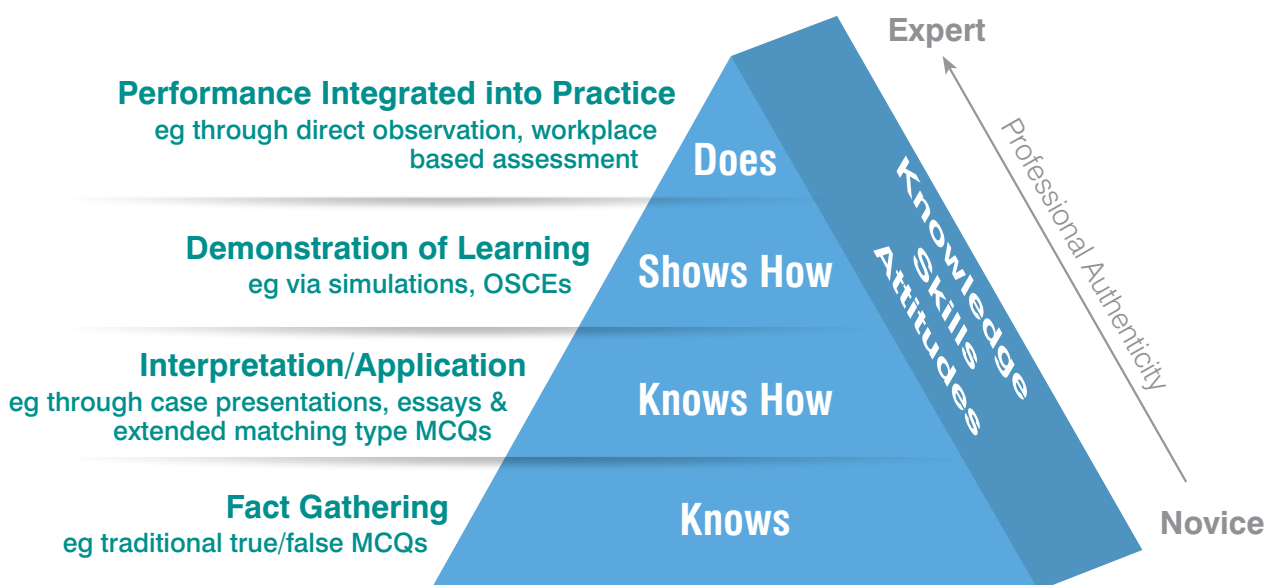 Expert
Performance Integrated into Practice
eg through direct observation, workplace
based assessment
Does
Demonstration of Learning
eg via simulations, OSCEs
Shows How
Interpretation/Application
eg through case presentations, essays &
extended matching type MCQs
Knows How
Fact Gathering
eg traditional true/false MCQs
Knows
Knowledge
Skills
Attitudes
Professional Authenticity
Novice